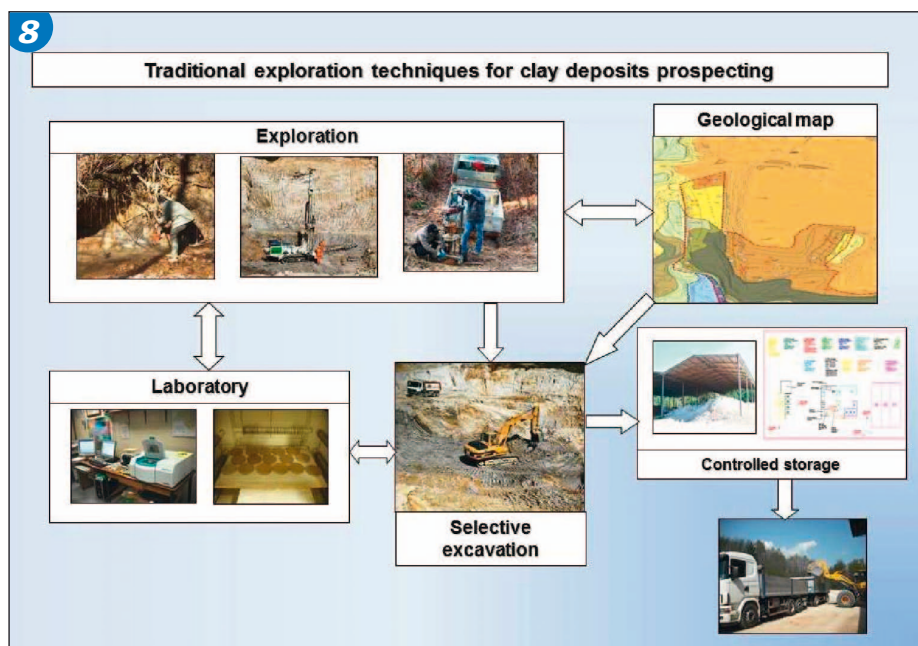 8
Traditional exploration techniques for clay deposits prospecting
Exploration
Geological map
Laboratory
Selective
excavation
Controlled storage